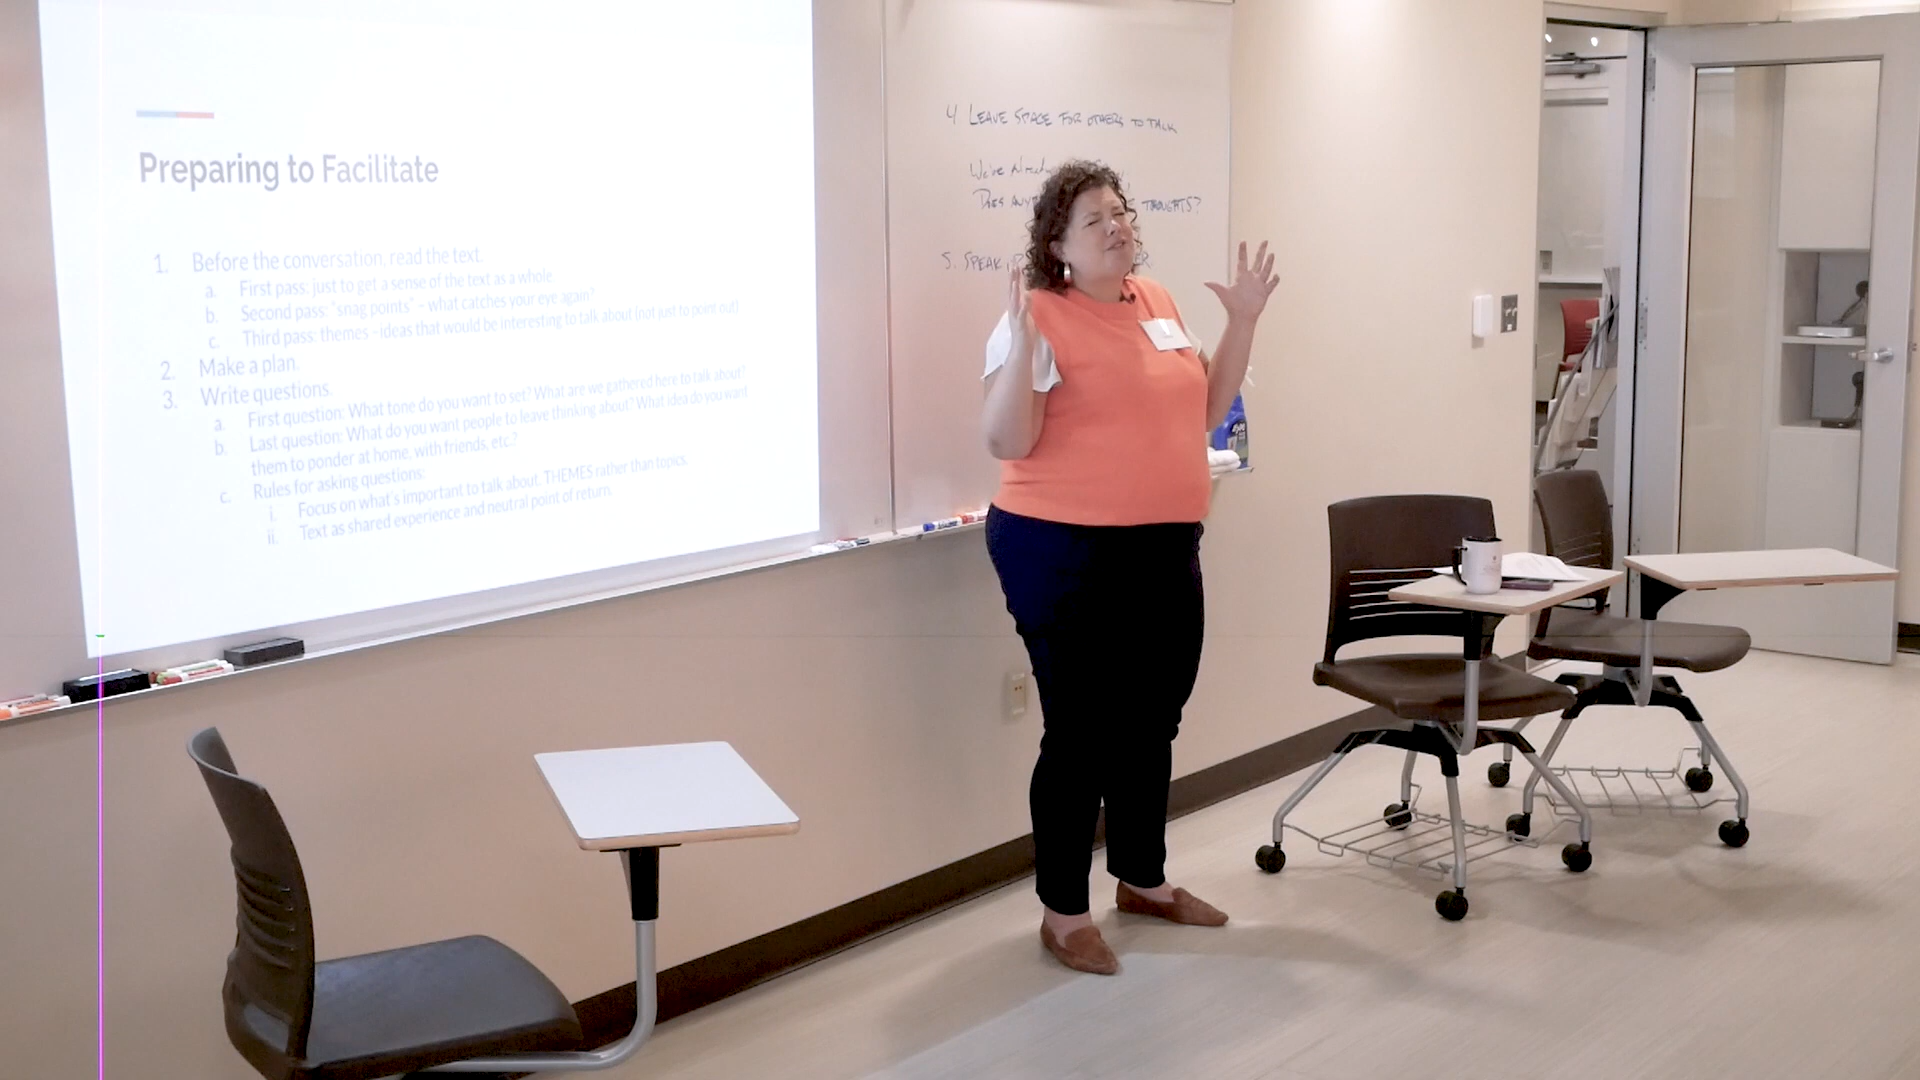 Preparing to Facilitate
1. Before the conversation, read the text.
a. First pass: just to get a sense of the text as a whole
b. Second pass: "snag points" – what catches your eye again?
c. Third pass: themes - ideas that would be interesting to talk about (not just to point out)
2. Make a plan.
3. Write questions.
a. First question: What tone do you want to set? What are we gathered here to talk about?
b. Last question: What do you want people to leave thinking about? What idea do you want
them to ponder at home, with friends, etc.?
c. Rules for asking questions:
i. Focus on what's important to talk about. THEMES rather than topics.
ii. Text as shared experience and neutral point of return.
4 LEAVE SPACE FOR OTHERS TO TALK
We've Already
DOES ANY THOUGHTS?
5. SPEAK